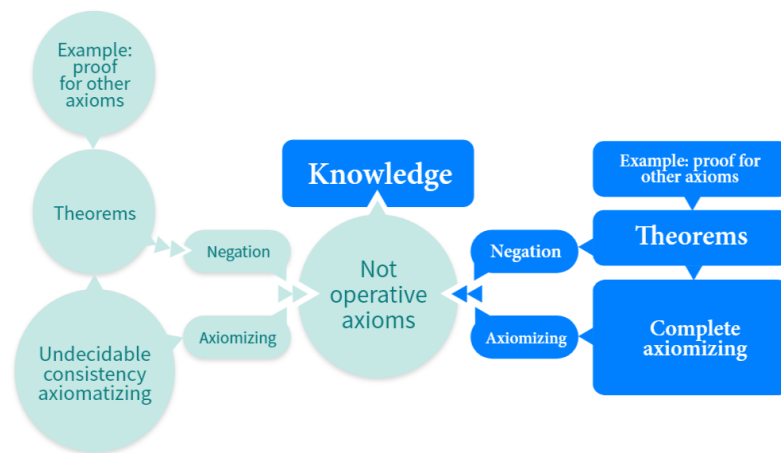 Example:
proof
for other
axioms
Theorems
Undecidable
consistency
axiomatizing
Negation
Axiomizing
Knowledge
Not
operative
axioms
Negation
Axiomizing
Example: proof for
other axioms
Theorems
Complete
axiomizing